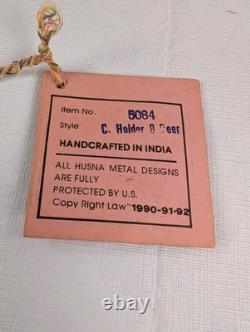 Item No. 5084
Style C. Holder 8 Deer
HANDCRAFTED IN INDIA
ALL HUSNA METAL DESIGNS
ARE FULLY
PROTECTED BY U.S.
Copy Right Law "1990-91-92
© 111th